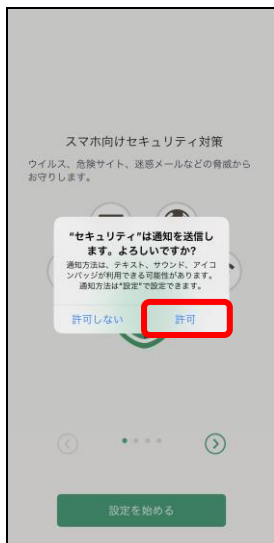 スマホ向けセキュリティ対策
ウイルス、危険サイト、迷惑メールなどの脅威から
お守りします。
"セキュリティ"は通知を送信し
ます。よろしいですか?
通知方法は、テキスト、サウンド、アイコ
ンバッジが利用できる可能性があります。
通知方法は"設定"で設定できます。
許可しない
許可
設定を始める